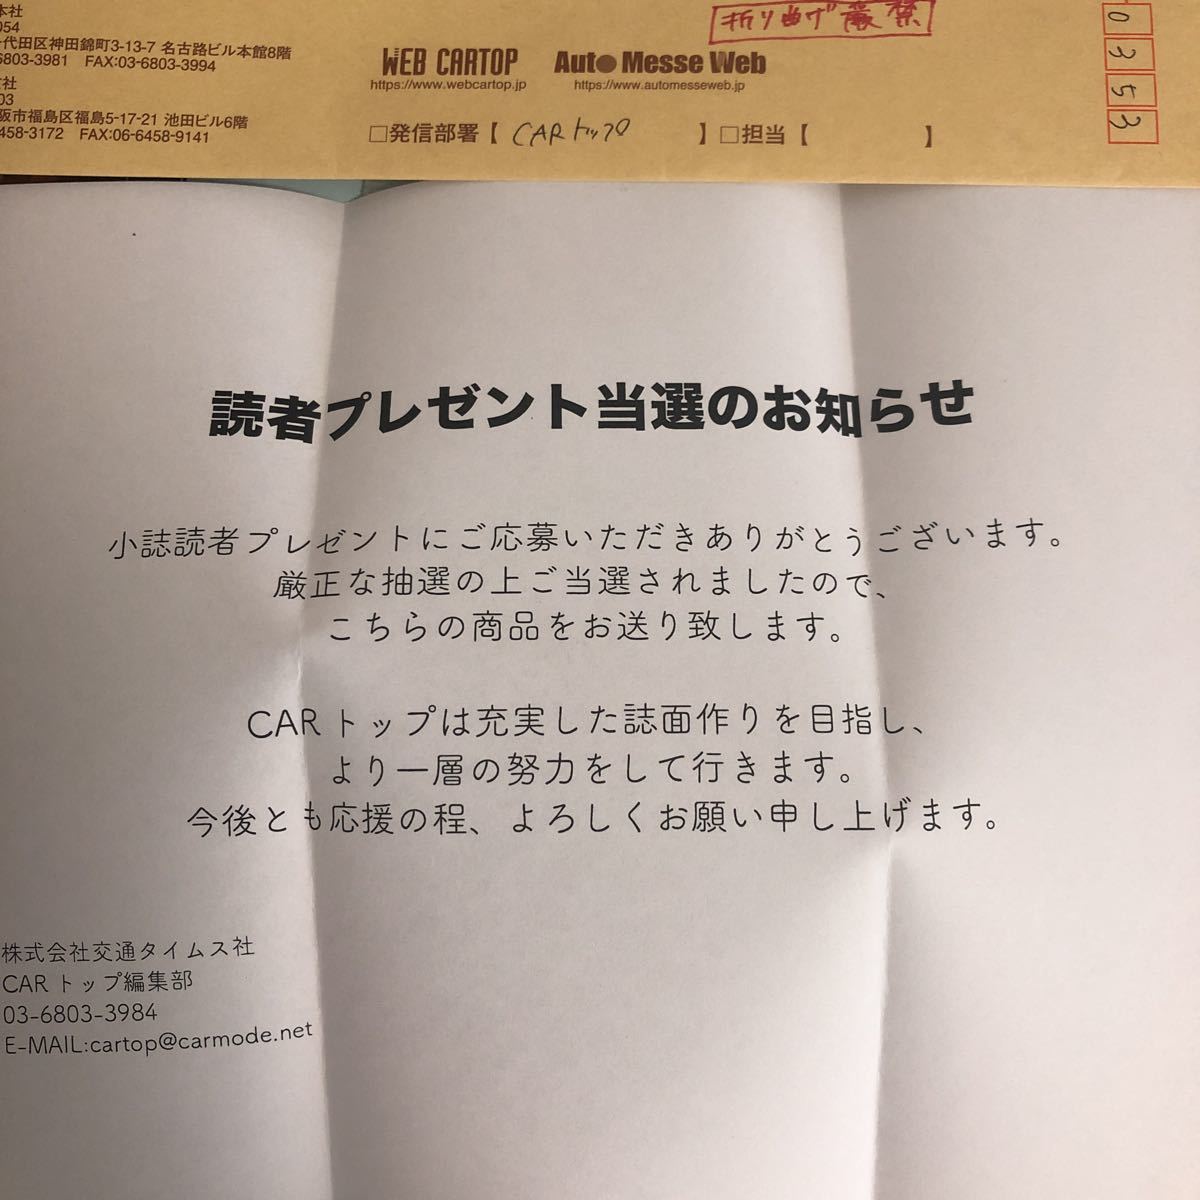 本社
054
千代田区神田錦町3-13-7 名古路ビル本館8階
6803-3981 FAX:03-6803-3994
03
阪市福島区福島5-17-21 池田ビル6階
6458-3172 FAX:06-6458-9141
WEB CARTOP
https://www.webcartop.jp
Auto Messe Web
https://www.automesseweb.jp
折り曲げ厳禁
□発信部署【 CARトップ 】□担当【 】
0
3
5
3
読者プレゼント当選のお知らせ
小誌読者プレゼントにご応募いただきありがとうございます。
厳正な抽選の上ご当選されましたので、
こちらの商品をお送り致します。
CARトップは充実した誌面作りを目指し、
より一層の努力をして行きます。
今後とも応援の程、よろしくお願い申し上げます。
株式会社交通タイムス社
CARトップ編集部
03-6803-3984
E-MAIL:cartop@carmode.net